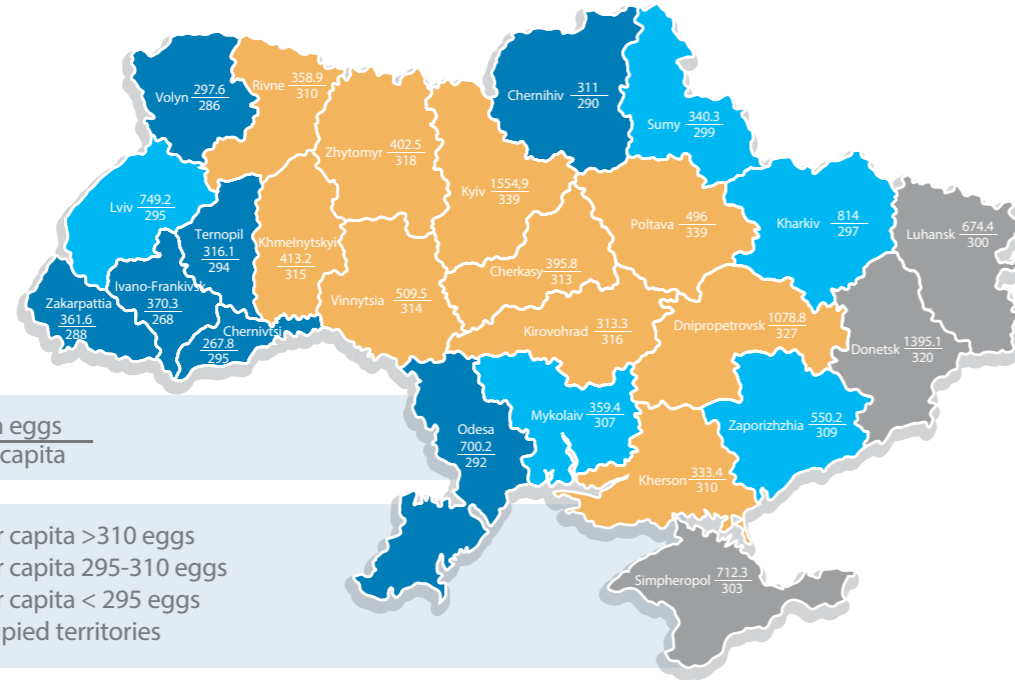 Volyn 297.6
286
Rivne 358.9
310
Zhytomyr 402.5
318
Kyiv 1554,9
339
Chernihiv 311
290
Sumy 340.3
299
Lviv 749.2
295
Ternopil
316.1
294
Khmelnytskyi
413.2
315
Vinnytsia 509.5
314
Cherkasy 395.8
313
Poltava 496
339
Kharkiv 814
297
Luhansk 674.4
300
Zakarpattia
361.6
288
Ivano-Frankivsk
370.3
268
Chernivtsi
267.8
295
Kirovohrad 313.3
316
Dnipropetrovsk 1078.8
327
Donetsk 1395.1
320
Odesa
700.2
292
Mykolaiv 359.4
307
Zaporizhzhia 550.2
309
Kherson 333.4
310
Simpheropol 712.3
303
eggs
capita
capita >310 eggs
capita 295-310 eggs
capita < 295 eggs
pied territories